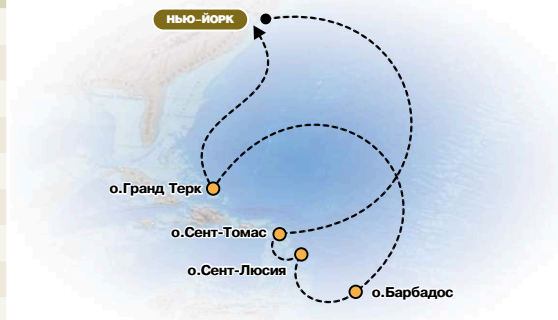 НЬЮ-ЙОРК
о.Гранд Терк
о.Сент-Томас
о.Сент-Люсия
о.Барбадос